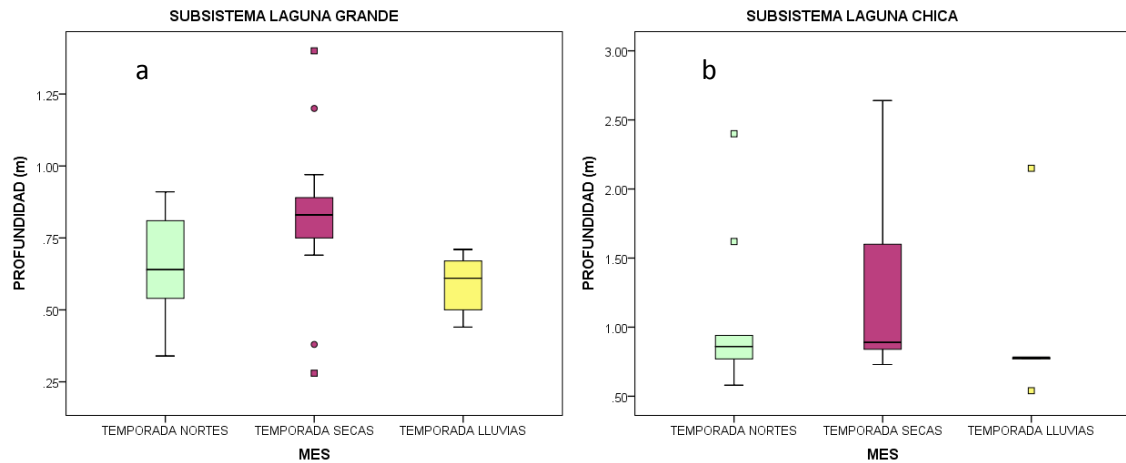 SUBSISTEMA LAGUNA GRANDE
a
PROFUNDIDAD (m)
1.25
1.00
.75
.50
.25
TEMPORADA NORTES
TEMPORADA SECAS
TEMPORADA LLUVIAS
MES
SUBSISTEMA LAGUNA CHICA
b
PROFUNDIDAD (m)
3.00
2.50
2.00
1.50
1.00
.50
TEMPORADA NORTES
TEMPORADA SECAS
TEMPORADA LLUVIAS
MES